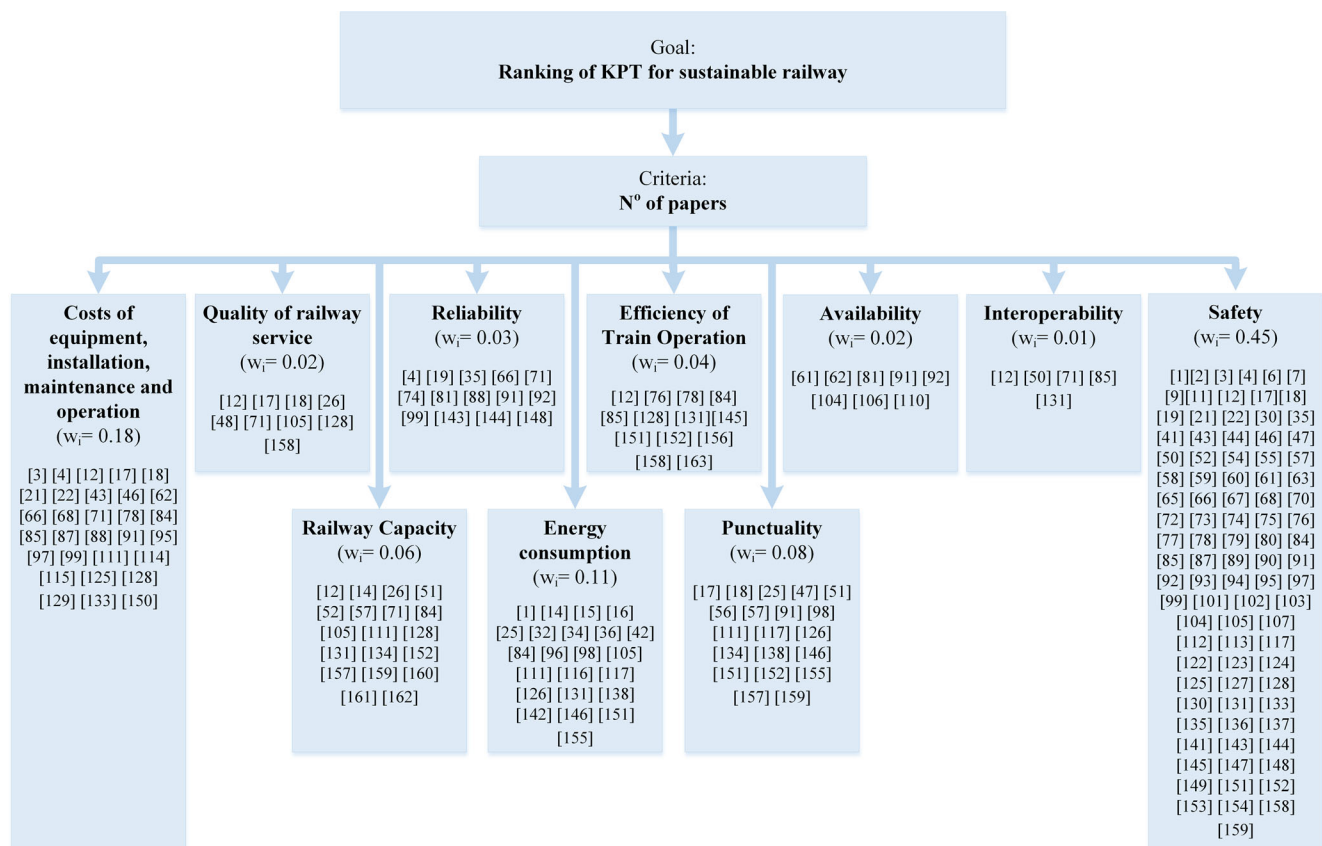 Goal:
Ranking of KPT for sustainable railway
Criteria:
Nº of papers
Costs of
equipment,
installation,
maintenance and
operation
(wᵢ= 0.18)
[3] [4] [12] [17] [18]
[21] [22] [43] [46] [62]
[66] [68] [71] [78] [84]
[85] [87] [88] [91] [95]
[97] [99] [111] [114]
[115] [125] [128]
[129] [133] [150]
Quality of railway
service
(wᵢ= 0.02)
[12] [17] [18] [26]
[48] [71] [105] [128]
[158]
Reliability
(wᵢ= 0.03)
[4] [19] [35] [66] [71]
[74] [81] [88] [91] [92]
[99] [143] [144] [148]
Efficiency of
Train Operation
(wᵢ= 0.04)
[12] [76] [78] [84]
[85] [128] [131][145]
[151] [152] [156]
[158] [163]
Availability
(wᵢ= 0.02)
[61] [62] [81] [91] [92]
[104] [106] [110]
Interoperability
(wᵢ= 0.01)
[12] [50] [71] [85]
[131]
Safety
(wᵢ= 0.45)
[1][2] [3] [4] [6] [7]
[9][11] [12] [17][18]
[19] [21] [22] [30] [35]
[41] [43] [44] [46] [47]
[50] [52] [54] [55] [57]
[58] [59] [60] [61] [63]
[65] [66] [67] [68] [70]
[72] [73] [74] [75] [76]
[77] [78] [79] [80] [84]
[85] [87] [89] [90] [91]
[92] [93] [94] [95] [97]
[99] [101] [102] [103]
[104] [105] [107]
[112] [113] [117]
[122] [123] [124]
[125] [127] [128]
[130] [131] [133]
[135] [136] [137]
[141] [143] [144]
[145] [147] [148]
[149] [151] [152]
[153] [154] [158]
[159]
Railway Capacity
(wᵢ= 0.06)
[12] [14] [26] [51]
[52] [57] [71] [84]
[105] [111] [128]
[131] [134] [152]
[157] [159] [160]
[161] [162]
Energy
consumption
(wᵢ= 0.11)
[1] [14] [15] [16]
[25] [32] [34] [36] [42]
[84] [96] [98] [105]
[111] [116] [117]
[126] [131] [138]
[142] [146] [151]
[155]
Punctuality
(wᵢ= 0.08)
[17] [18] [25] [47] [51]
[56] [57] [91] [98]
[111] [117] [126]
[134] [138] [146]
[151] [152] [155]
[157] [159]